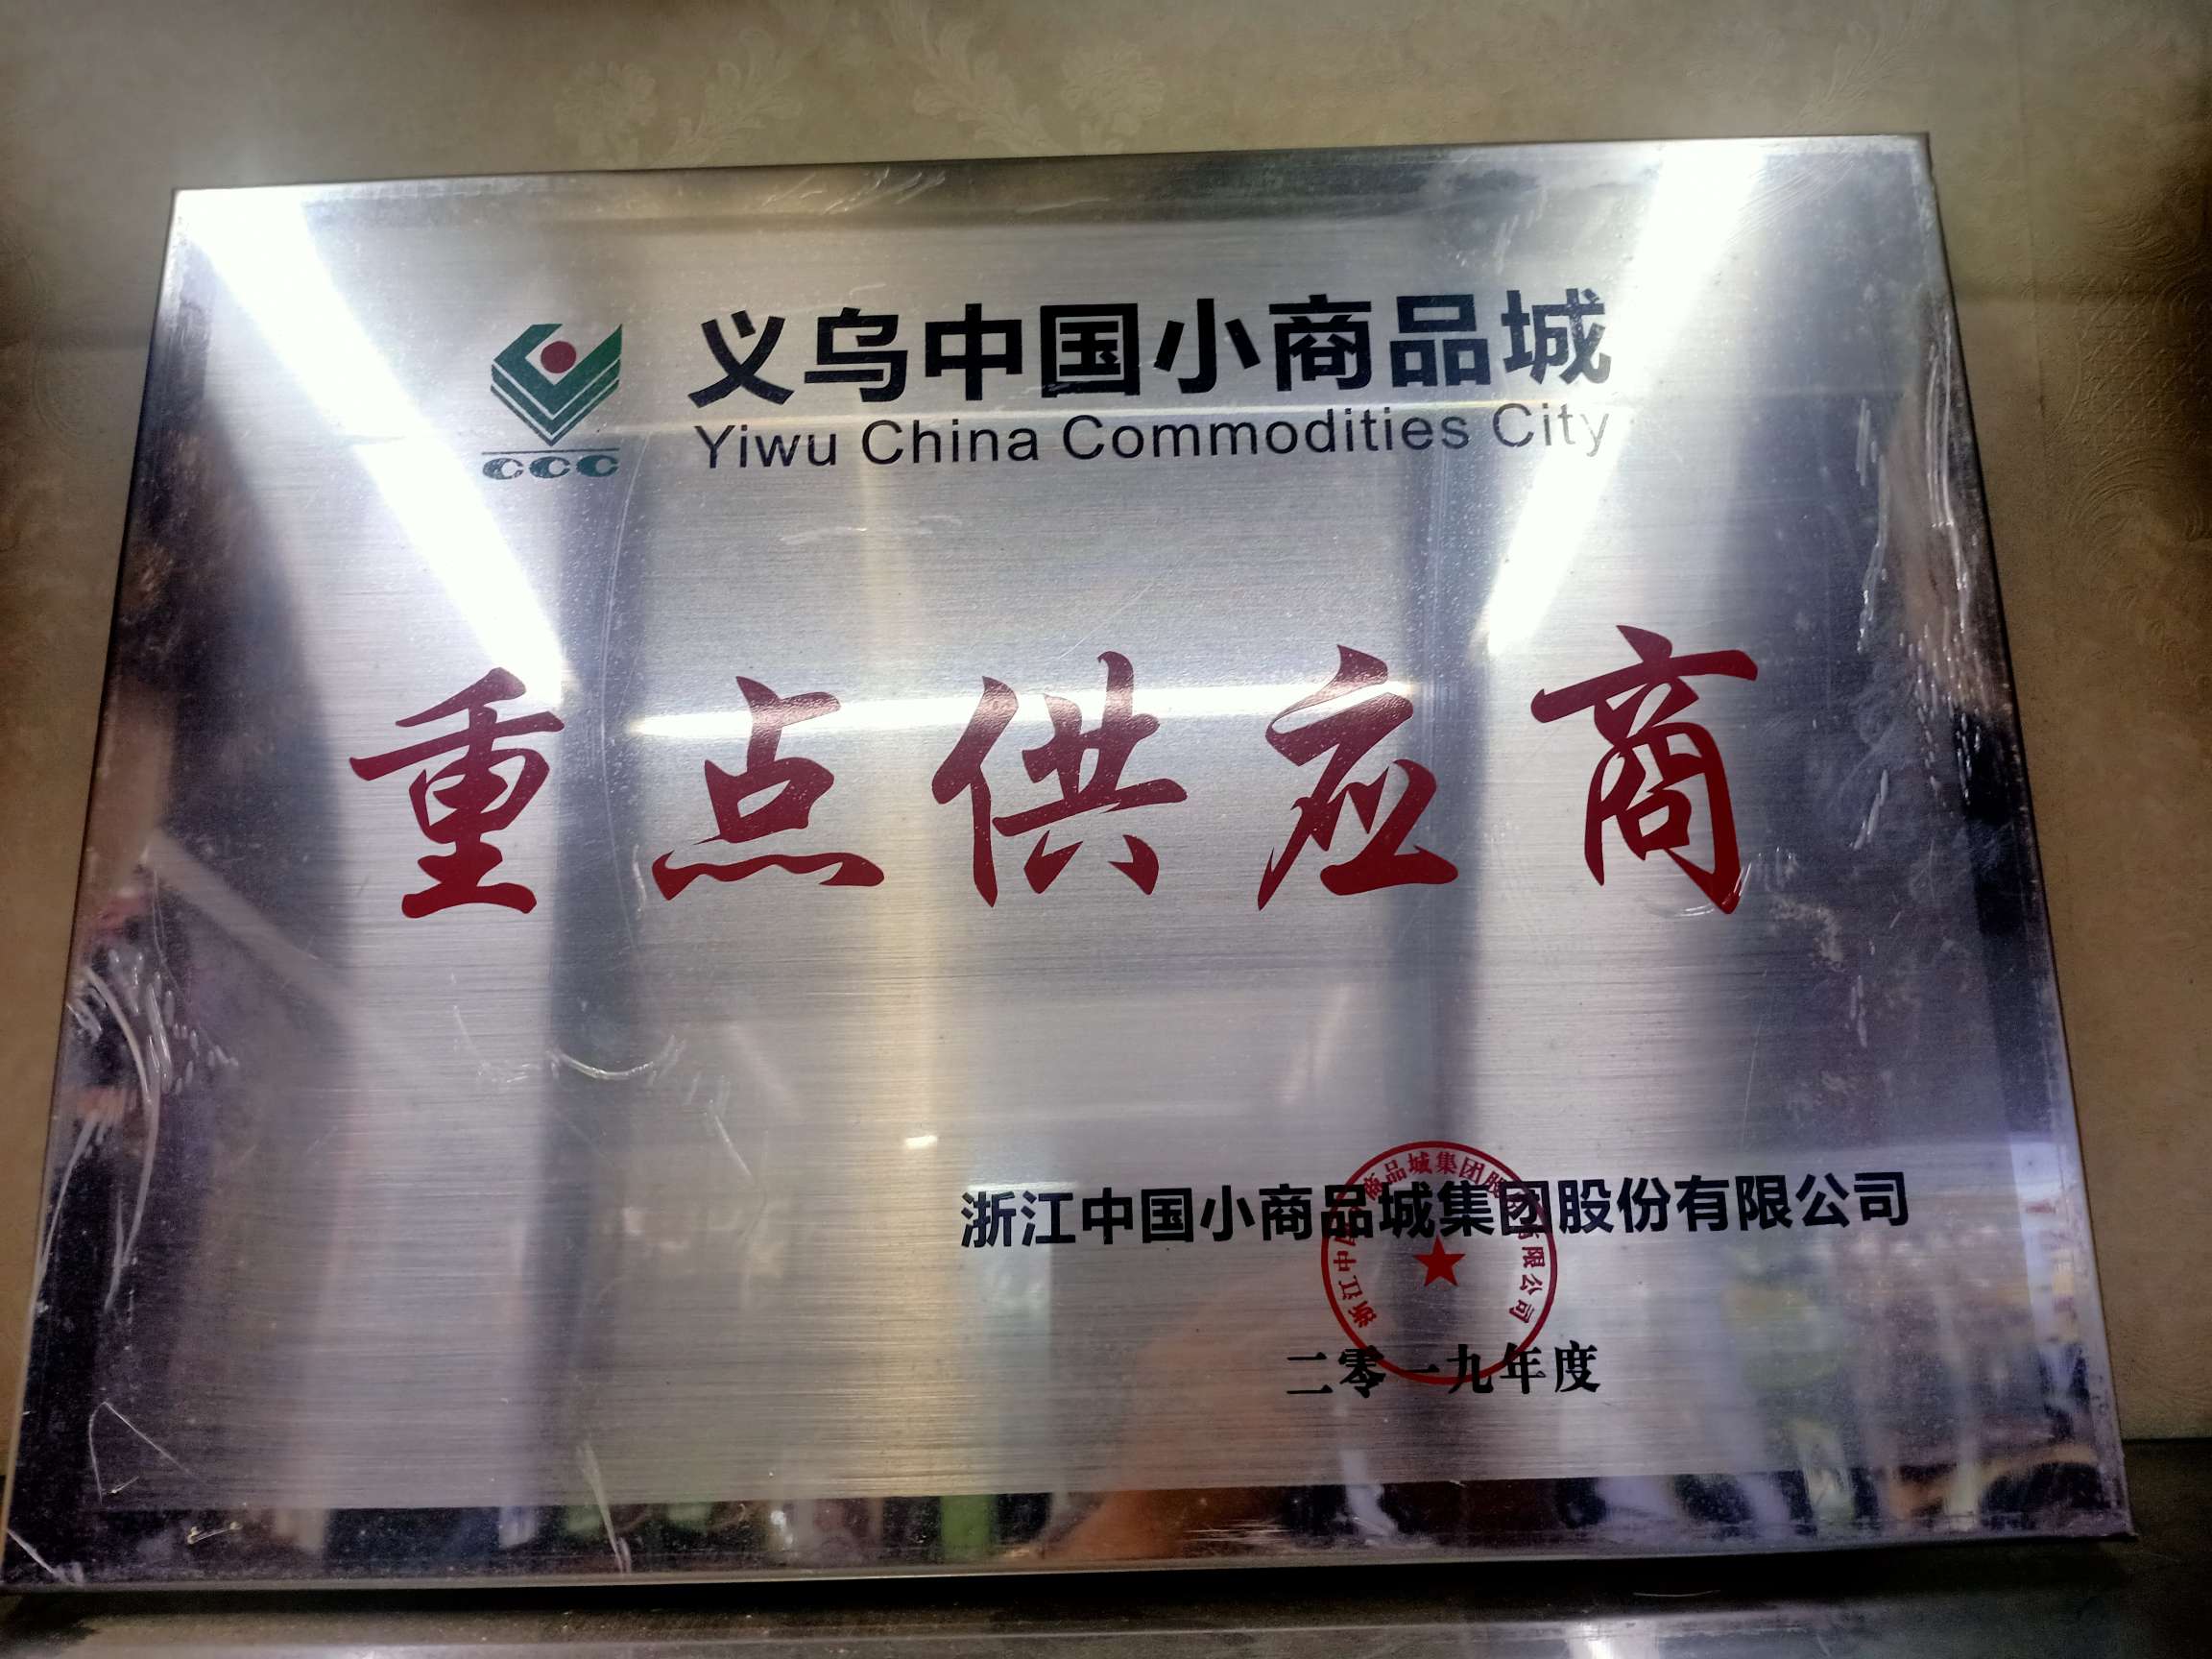 义乌中国小商品城
Yiwu China Commodities City
CCC
重点供应商
浙江中国小商品城集团股份有限公司
二零一九年度